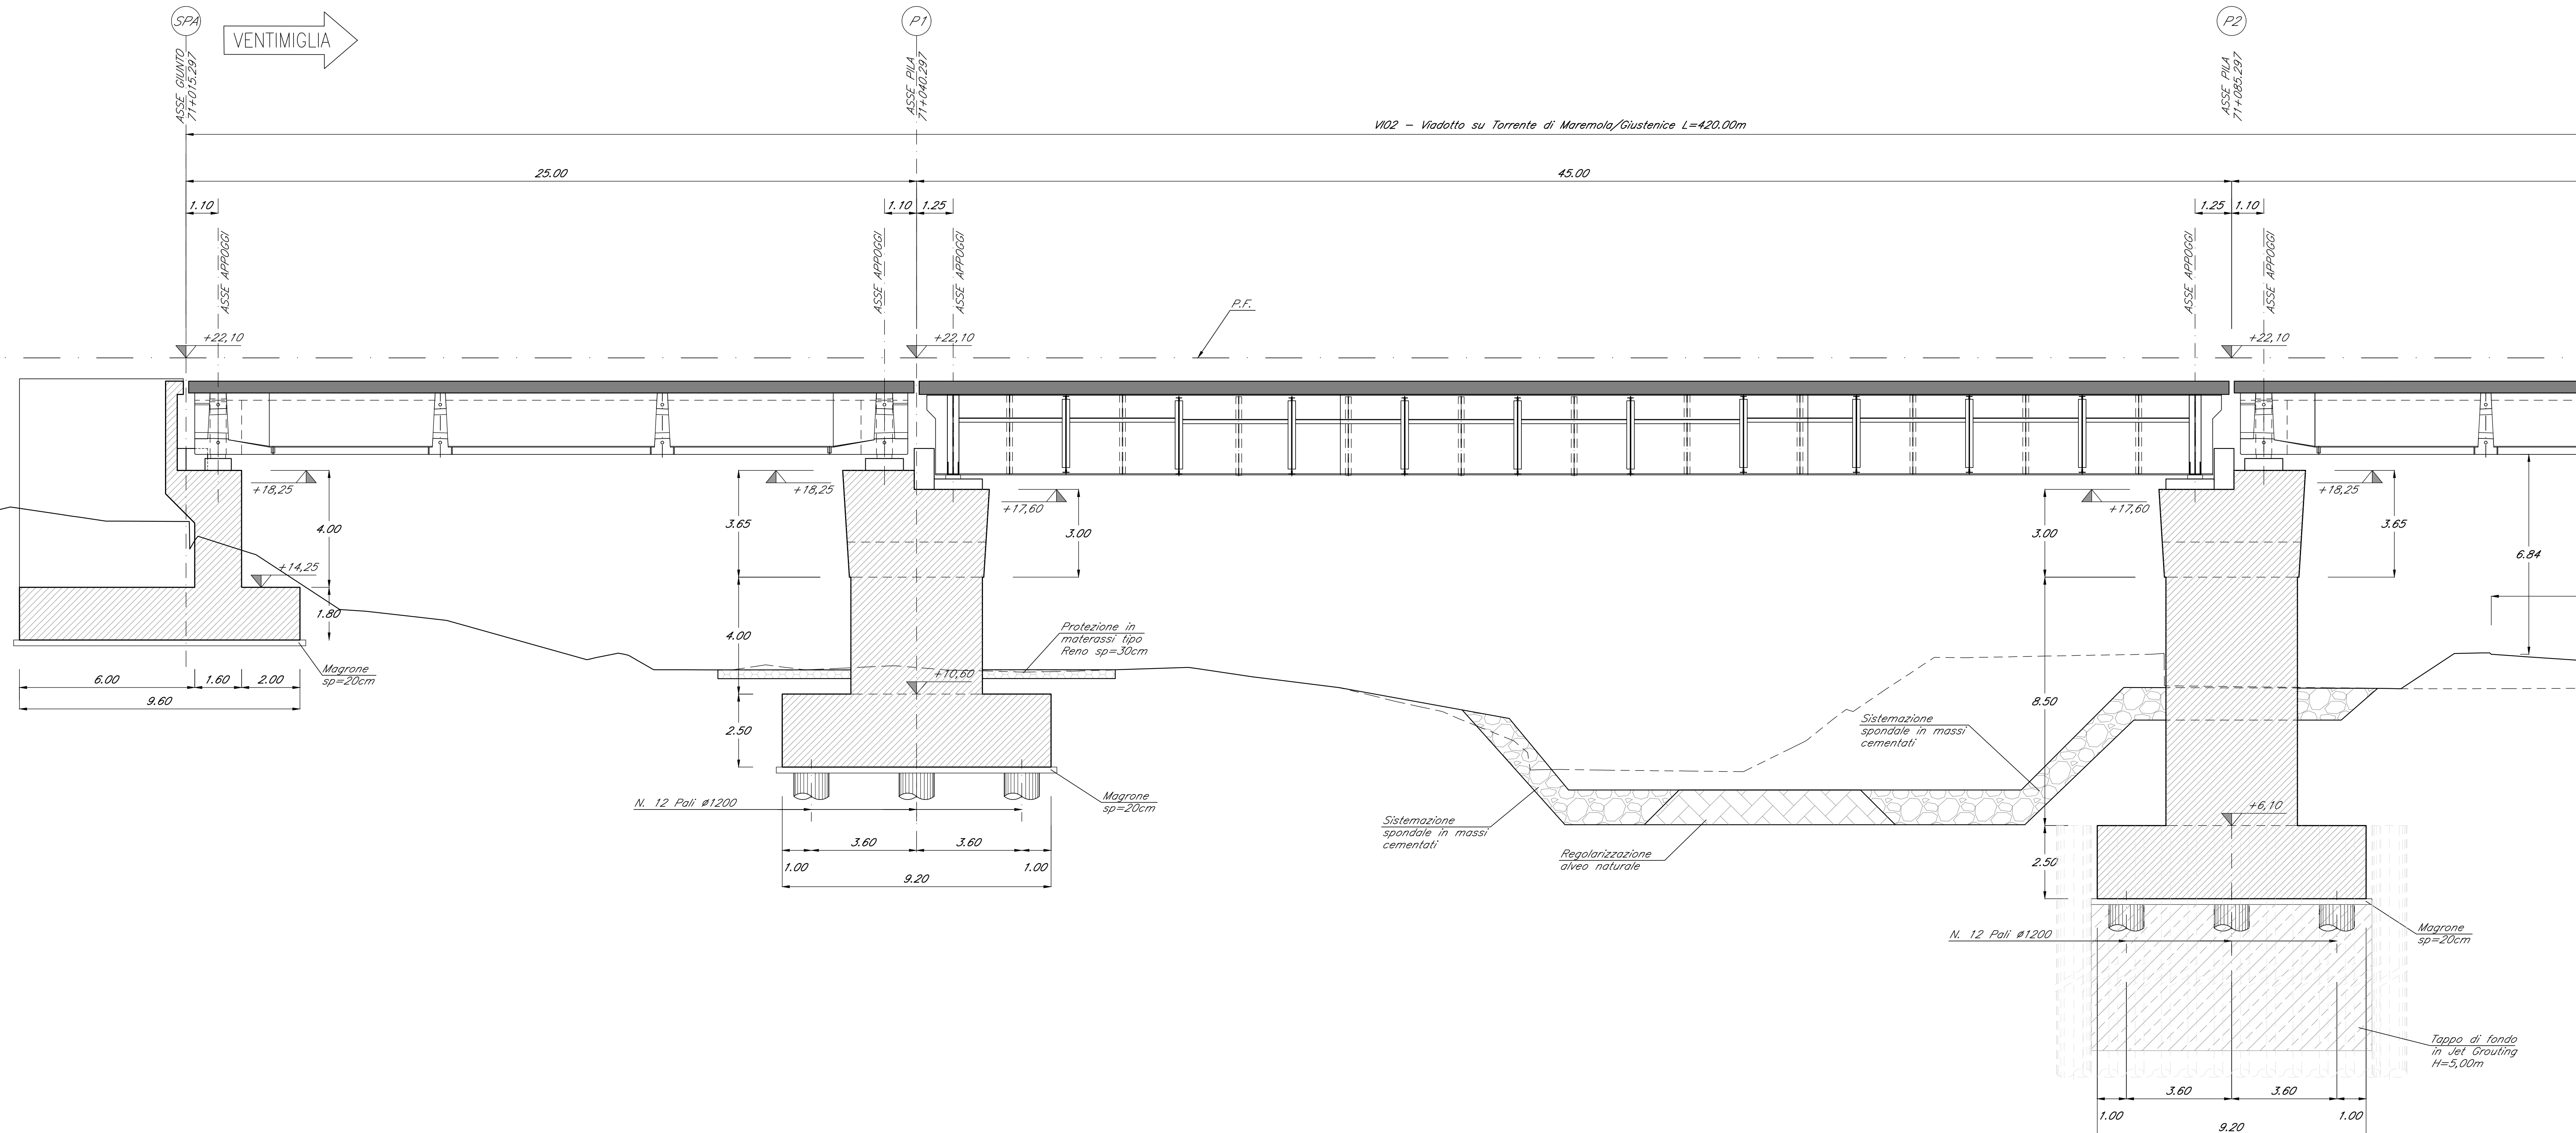 SPA
VENTIMIGLIA
P1
P2
ASSE GIUNTO
71+015.297
ASSE PILA
71+040.297
ASSE PILA
71+085.297
VI02 - Viadotto su Torrente di Maremola/Giustenice L=420.00m
25.00
45.00
1.10
1.10
1.25
1.25
1.10
ASSE APPOGGI
ASSE APPOGGI
ASSE APPOGGI
ASSE APPOGGI
ASSE APPOGGI
P.F.
+22,10
+22,10
+22,10
+18,25
+18,25
+17,60
+17,60
+18,25
4.00
3.65
3.00
3.00
3.65
6.84
+14,25
1.80
Magrone
sp=20cm
6.00
1.60
2.00
9.60
4.00
Protezione in
materassi tipo
Reno sp=30cm
+10,60
2.50
N. 12 Pali ø1200
Magrone
sp=20cm
3.60
3.60
1.00
1.00
9.20
8.50
Sistemazione
spondale in massi
cementati
Sistemazione
spondale in massi
cementati
Regolarizzazione
alveo naturale
+6,10
2.50
N. 12 Pali ø1200
Magrone
sp=20cm
Tappo di fondo
in Jet Grouting
H=5,00m
3.60
3.60
1.00
1.00
9.20